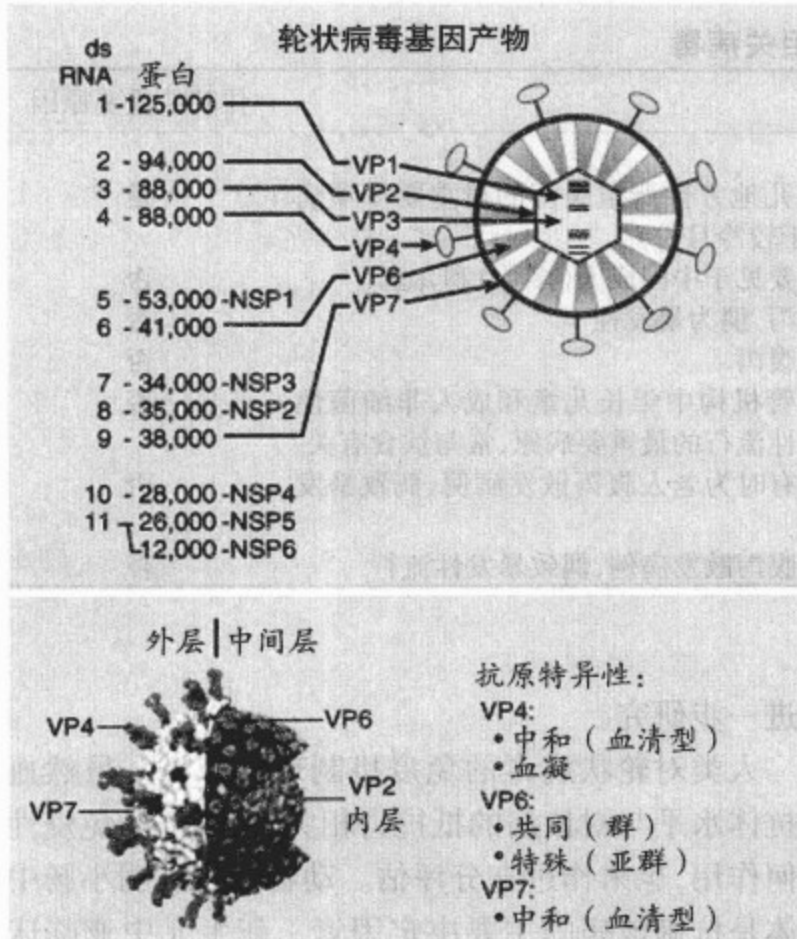 轮状病毒基因产物
ds
RNA 蛋白
1 -125,000
2 - 94,000
3 - 88,000
4 - 88,000
5 - 53,000 -NSP1
6 - 41,000
7 - 34,000 -NSP3
8 - 35,000 -NSP2
9 - 38,000
10 - 28,000 -NSP4
11 26,000 -NSP5
12,000 -NSP6
VP1
VP2
VP3
VP4
VP6
VP7
外层 中间层
VP4
VP7
VP6
VP2
内层
抗原特异性：
VP4:
•中和（血清型）
•血凝
VP6:
•共同（群）
•特殊（亚群）
VP7:
•中和（血清型）